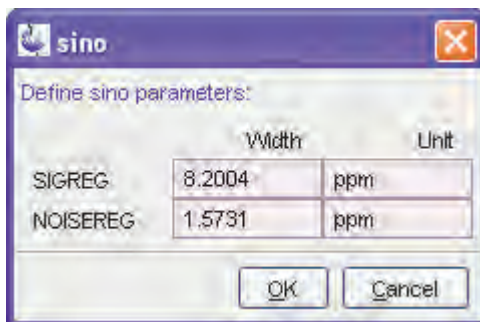 sino
Define sino parameters:
Width Unit
SIGREG 8.2004 ppm
NOISEREG 1.5731 ppm
OK Cancel